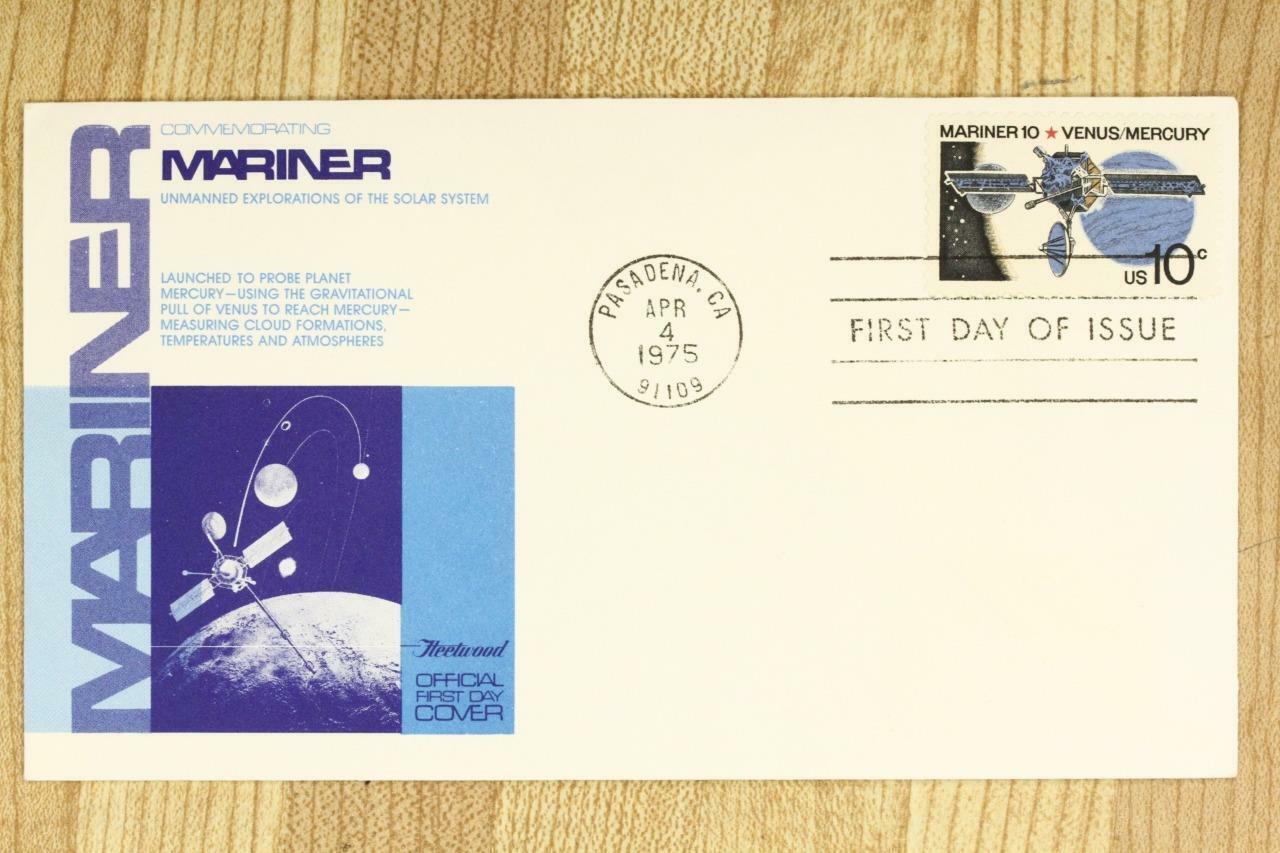 MARINER
COMMEMORATING
MARINER
UNMANNED EXPLORATIONS OF THE SOLAR SYSTEM
LAUNCHED TO PROBE PLANET
MERCURY—USING THE GRAVITATIONAL
PULL OF VENUS TO REACH MERCURY—
MEASURING CLOUD FORMATIONS,
TEMPERATURES AND ATMOSPHERES
Fleetwood
OFFICIAL
FIRST DAY
COVER
PASADENA, CA
APR
4
1975
91109
MARINER 10 ★ VENUS/MERCURY
US 10c
FIRST DAY OF ISSUE